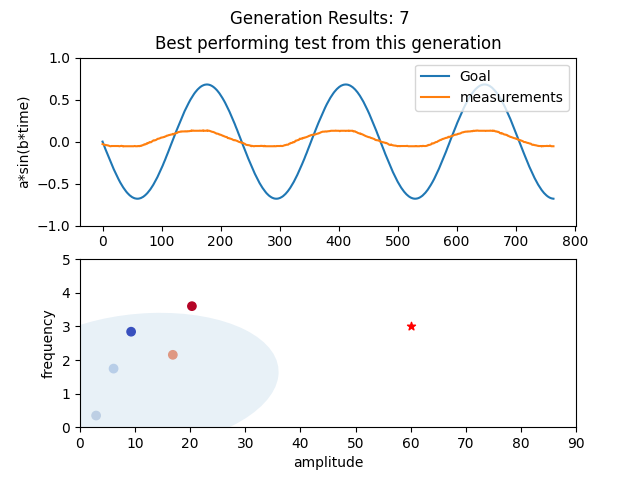 Generation Results: 7
Best performing test from this generation
1.0
0.5
0.0
−0.5
−1.0
a*sin(b*time)
Goal
measurements
0 100 200 300 400 500 600 700 800
5
4
3
2
1
0
frequency
0 10 20 30 40 50 60 70 80 90
amplitude